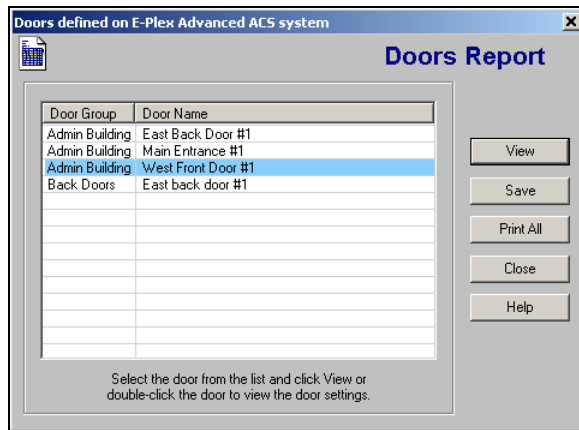 Doors defined on E-Plex Advanced ACS system
Doors Report
Door Group Door Name
Admin Building East Back Door #1
Admin Building Main Entrance #1
Admin Building West Front Door #1
Back Doors East back door #1
View
Save
Print All
Close
Help
Select the door from the list and click View or
double-click the door to view the door settings.